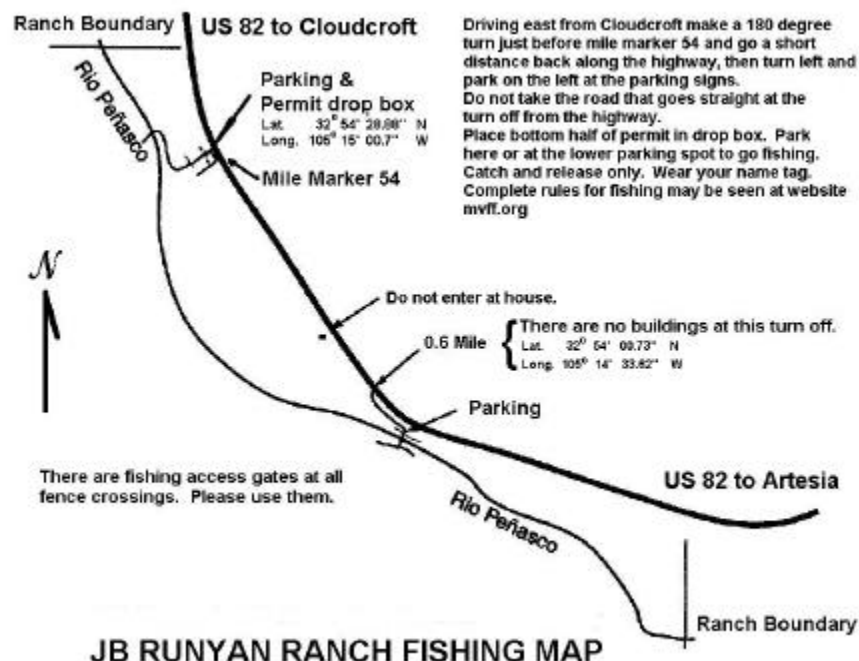 Ranch Boundary
US 82 to Cloudcroft
Driving east from Cloudcroft make a 180 degree
turn just before mile marker 54 and go a short
distance back along the highway, then turn left and
park on the left at the parking signs.
Do not take the road that goes straight at the
turn off from the highway.
Place bottom half of permit in drop box. Park
here or at the lower parking spot to go fishing.
Catch and release only. Wear your name tag.
Complete rules for fishing may be seen at website
mvff.org
Rio Peñasco
Parking &
Permit drop box
Lat. 32° 54' 28.88" N
Long. 105° 15' 00.7" W
Mile Marker 54
N
Do not enter at house.
0.6 Mile
There are no buildings at this turn off.
Lat. 32° 54' 09.73" N
Long. 105° 14' 33.62" W
Parking
There are fishing access gates at all
fence crossings. Please use them.
US 82 to Artesia
Rio Peñasco
Ranch Boundary
JB RUNYAN RANCH FISHING MAP